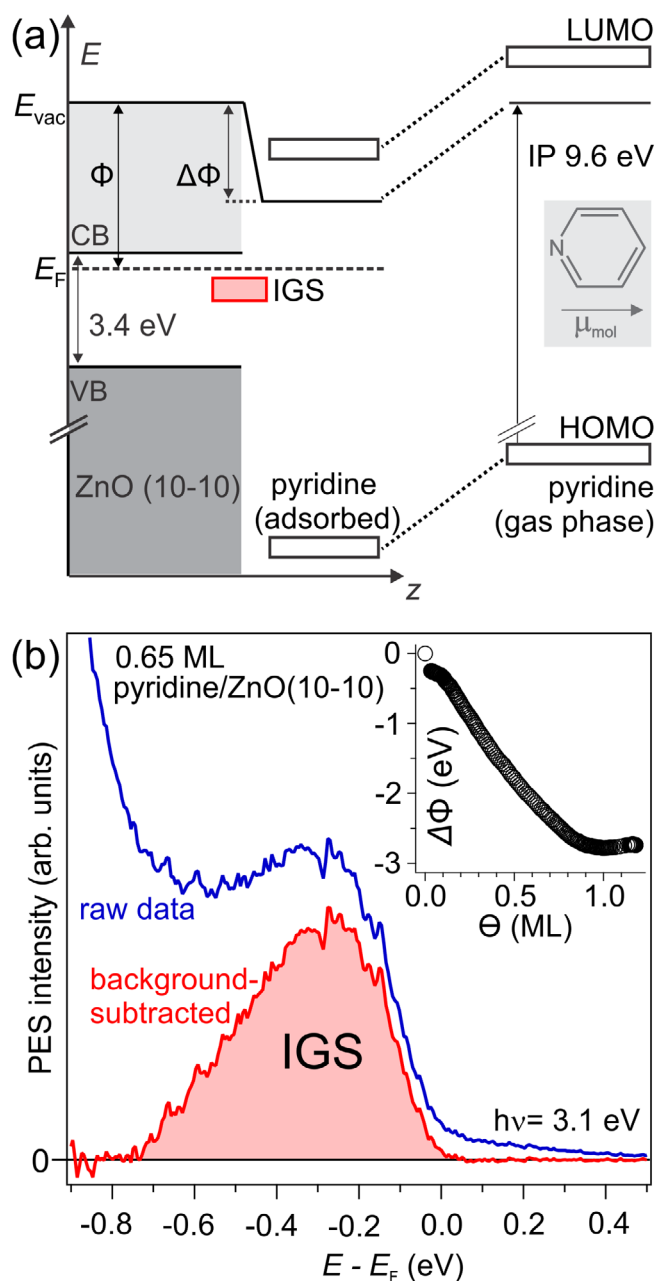 (a)
E
LUMO
E_vac
Φ
ΔΦ
IP 9.6 eV
CB
E_F
N
IGS
3.4 eV
μ_mol
VB
HOMO
ZnO (10-10)
pyridine
(adsorbed)
pyridine
(gas phase)
z
(b)
0.65 ML
pyridine/ZnO(10-10)
0
-1
-2
-3
ΔΦ (eV)
0.0 0.5 1.0
Θ (ML)
PES intensity (arb. units)
raw data
background-
subtracted
IGS
hν= 3.1 eV
0
-0.8 -0.6 -0.4 -0.2 0.0 0.2 0.4
E - E_F (eV)